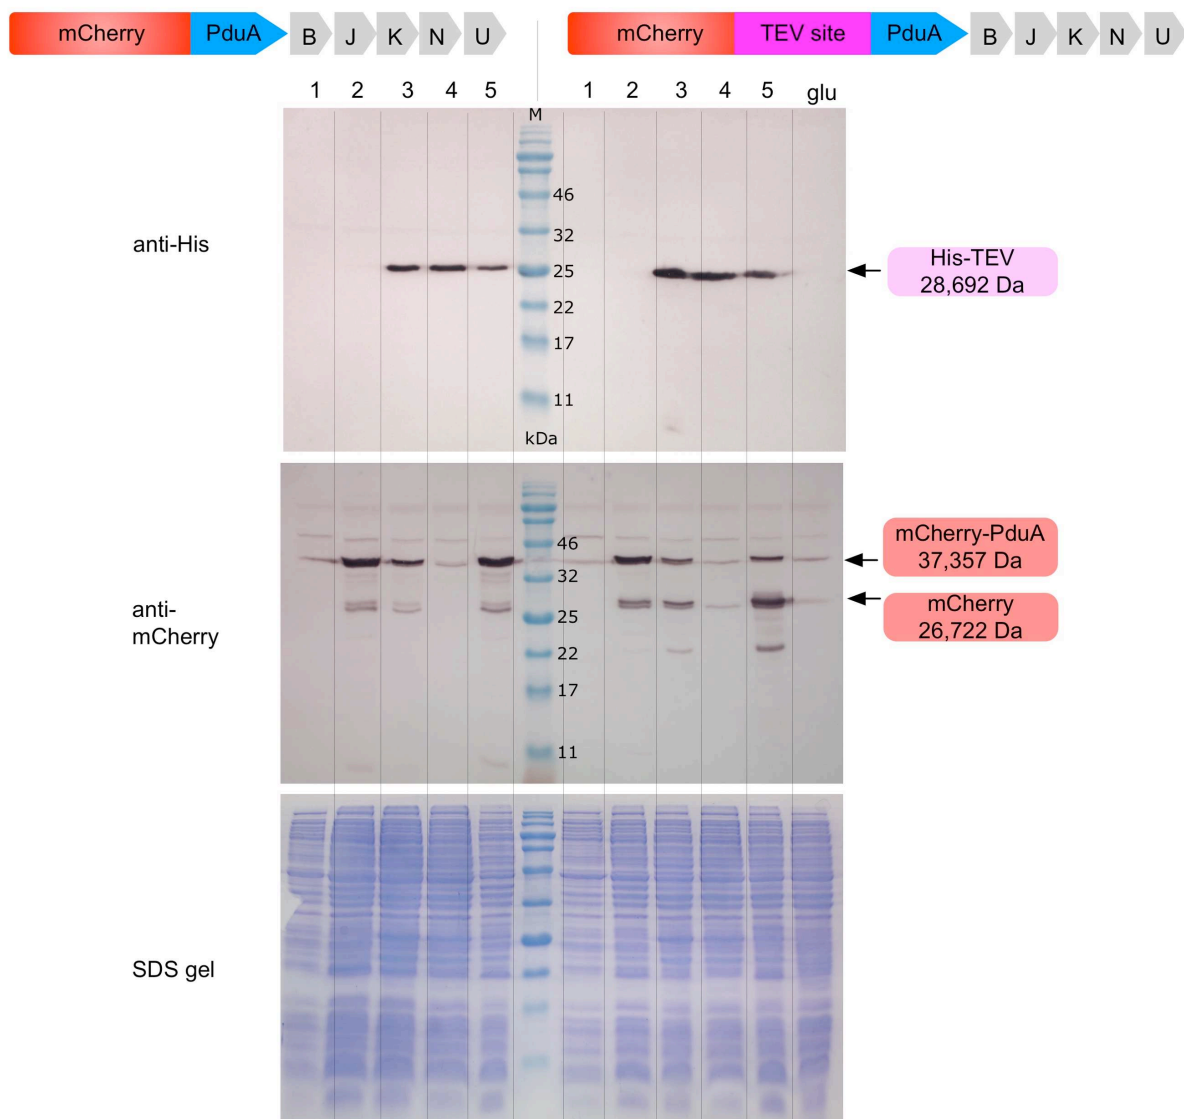 mCherry PduA B J K N U mCherry TEV site PduA B J K N U
1 2 3 4 5 1 2 3 4 5 glu
M
46
32
anti-His
25
22
17
11
kDa
His-TEV
28,692 Da
46
32
25
22
17
11
anti-
mCherry
mCherry-PduA
37,357 Da
mCherry
26,722 Da
SDS gel